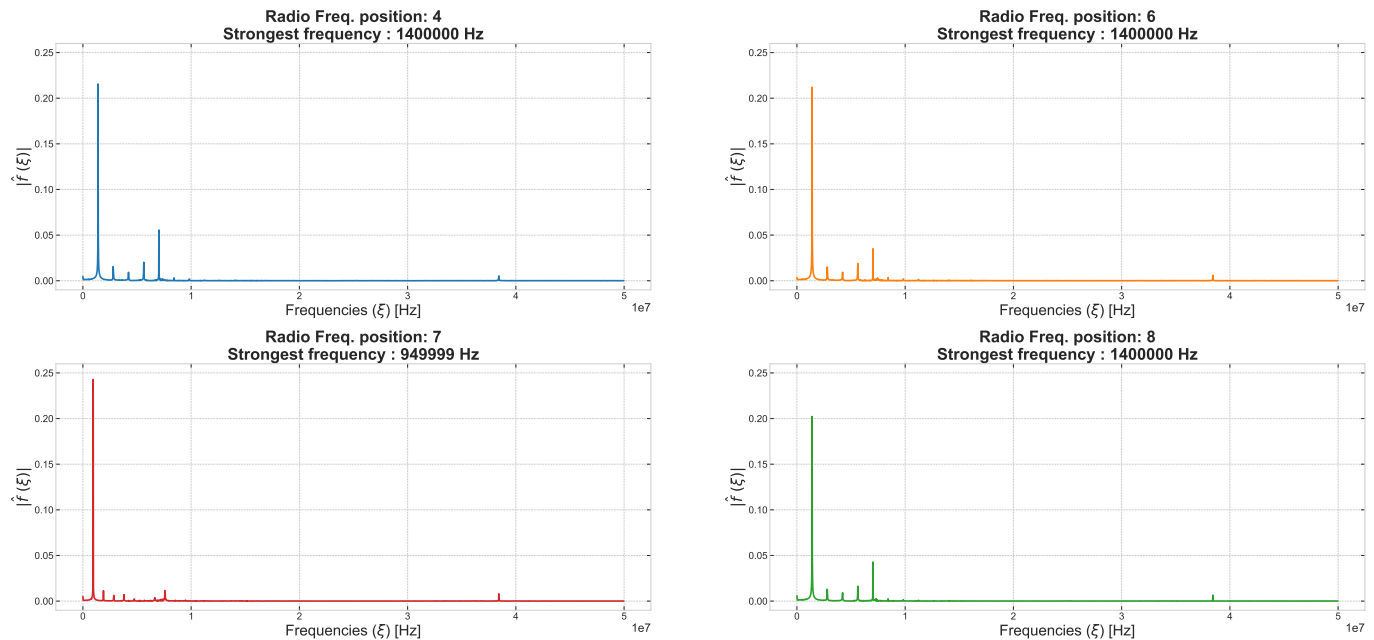 Radio Freq. position: 4
Strongest frequency : 1400000 Hz
0.25
0.20
0.15
0.10
0.05
0.00
|f̂ (ξ)|
0 1 2 3 4 5
1e7
Frequencies (ξ) [Hz]
Radio Freq. position: 6
Strongest frequency : 1400000 Hz
0.25
0.20
0.15
0.10
0.05
0.00
|f̂ (ξ)|
0 1 2 3 4 5
1e7
Frequencies (ξ) [Hz]
Radio Freq. position: 7
Strongest frequency : 949999 Hz
0.25
0.20
0.15
0.10
0.05
0.00
|f̂ (ξ)|
0 1 2 3 4 5
1e7
Frequencies (ξ) [Hz]
Radio Freq. position: 8
Strongest frequency : 1400000 Hz
0.25
0.20
0.15
0.10
0.05
0.00
|f̂ (ξ)|
0 1 2 3 4 5
1e7
Frequencies (ξ) [Hz]